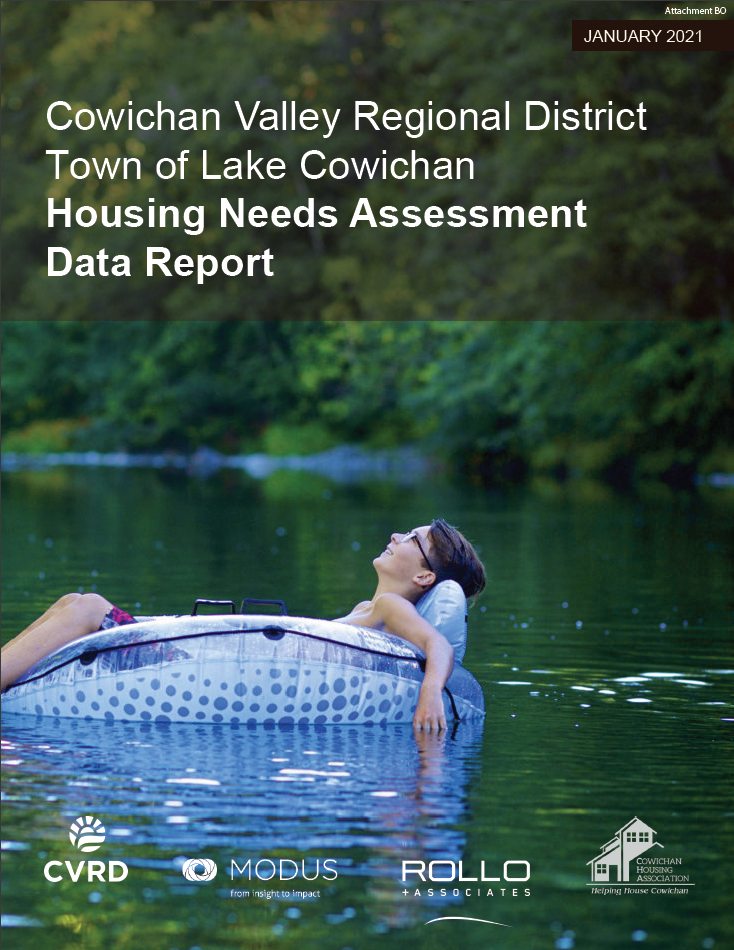 Attachment BO
JANUARY 2021
Cowichan Valley Regional District
Town of Lake Cowichan
Housing Needs Assessment
Data Report
CVRD
MODUS
from insight to impact
ROLLO
+ASSOCIATES
COWICHAN
HOUSING
ASSOCIATION
Helping House Cowichan